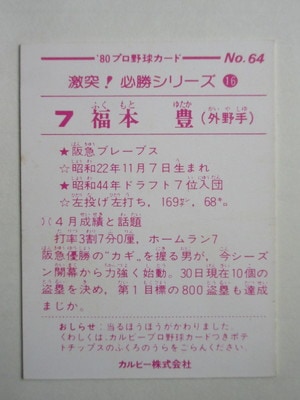 '80プロ野球カード No.64
激突！必勝シリーズ 16
7 福本 豊 (外野手)
★阪急ブレーブス
☆昭和22年11月7日生まれ
★昭和44年ドラフト7位入団
☆左投げ左打ち、169㌢、68㌔。
4月成績と話題
打率3割7分0厘、ホームラン7
阪急優勝の“カギ”を握る男が、今シーズ
ン開幕から力強く始動。30日現在10個の
盗塁を決め、第1目標の800盗塁も達成
まじか。
おしらせ：当るほうほうかかわりました。
くわしくは、カルビープロ野球カードつきポテ
トチップスのふくろのうらをごらんください。
カルビー株式会社